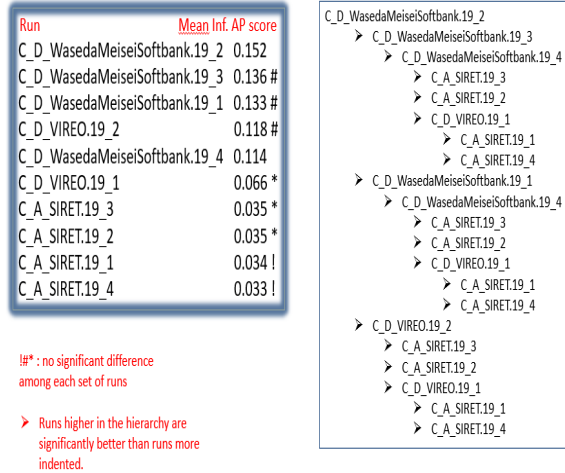 Run Mean Inf. AP score
C_D_WasedaMeiseiSoftbank.19_2 0.152
C_D_WasedaMeiseiSoftbank.19_3 0.136 #
C_D_WasedaMeiseiSoftbank.19_1 0.133 #
C_D_VIREO.19_2 0.118 #
C_D_WasedaMeiseiSoftbank.19_4 0.114
C_D_VIREO.19_1 0.066 *
C_A_SIRET.19_3 0.035 *
C_A_SIRET.19_2 0.035 *
C_A_SIRET.19_1 0.034 !
C_A_SIRET.19_4 0.033 !
!#* : no significant difference
among each set of runs
➤ Runs higher in the hierarchy are
significantly better than runs more
indented.
C_D_WasedaMeiseiSoftbank.19_2
➤ C_D_WasedaMeiseiSoftbank.19_3
➤ C_D_WasedaMeiseiSoftbank.19_4
➤ C_A_SIRET.19_3
➤ C_A_SIRET.19_2
➤ C_D_VIREO.19_1
➤ C_A_SIRET.19_1
➤ C_A_SIRET.19_4
➤ C_D_WasedaMeiseiSoftbank.19_1
➤ C_D_WasedaMeiseiSoftbank.19_4
➤ C_A_SIRET.19_3
➤ C_A_SIRET.19_2
➤ C_D_VIREO.19_1
➤ C_A_SIRET.19_1
➤ C_A_SIRET.19_4
➤ C_D_VIREO.19_2
➤ C_A_SIRET.19_3
➤ C_A_SIRET.19_2
➤ C_D_VIREO.19_1
➤ C_A_SIRET.19_1
➤ C_A_SIRET.19_4